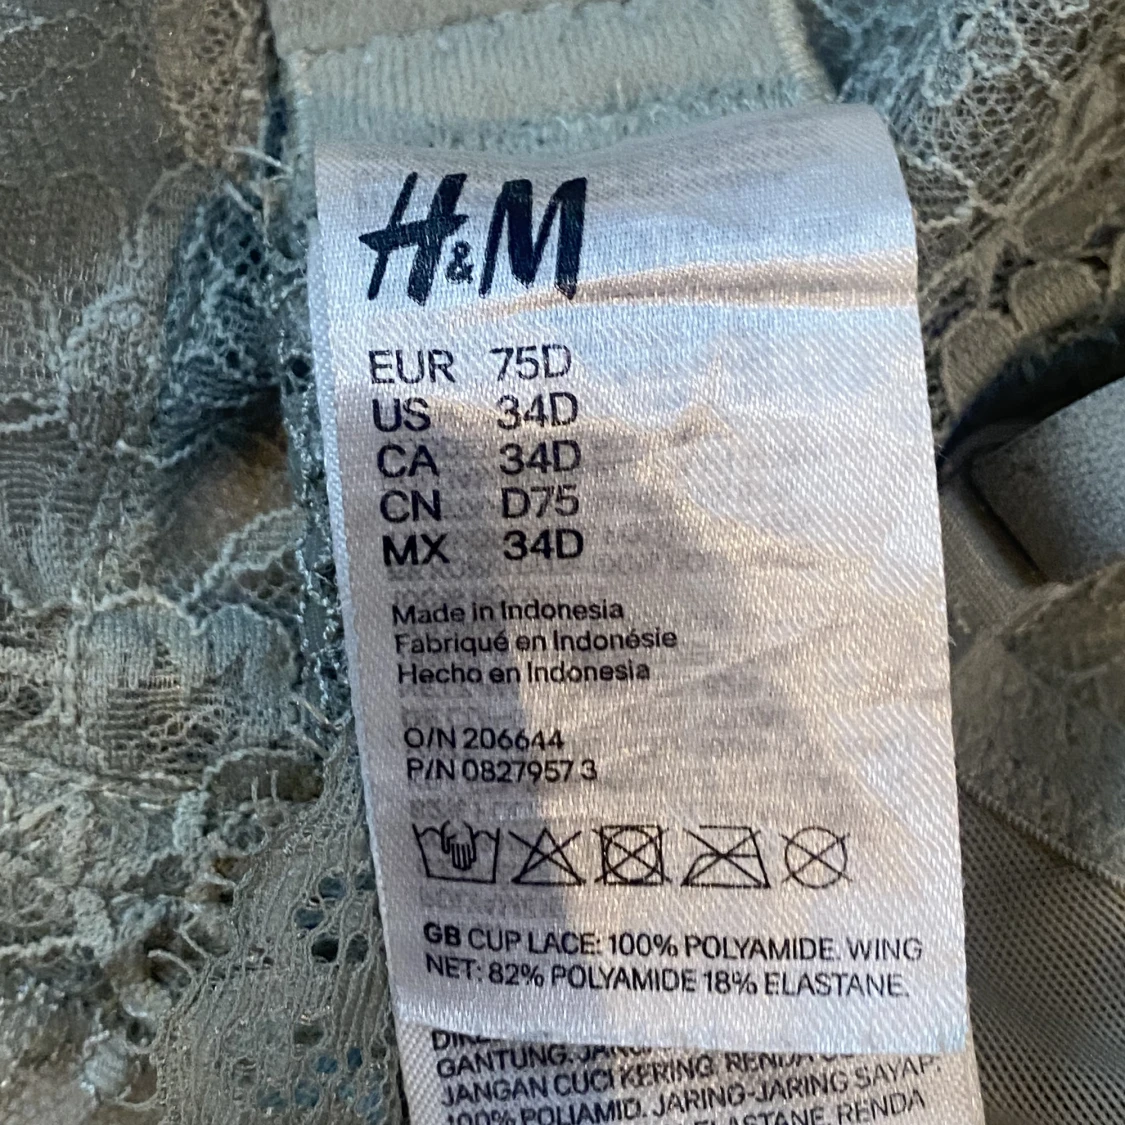 H&M
EUR 75D
US 34D
CA 34D
CN D75
MX 34D
Made in Indonesia
Fabriqué en Indonésie
Hecho en Indonesia
O/N 206644
P/N 0827957 3
GB CUP LACE: 100% POLYAMIDE. WING
NET: 82% POLYAMIDE 18% ELASTANE.
GANTUNG.
JANGAN CUCI KERING. RENDA
100% POLIAMID. JARING-JARING SAYAP:
ELASTANE. RENDA